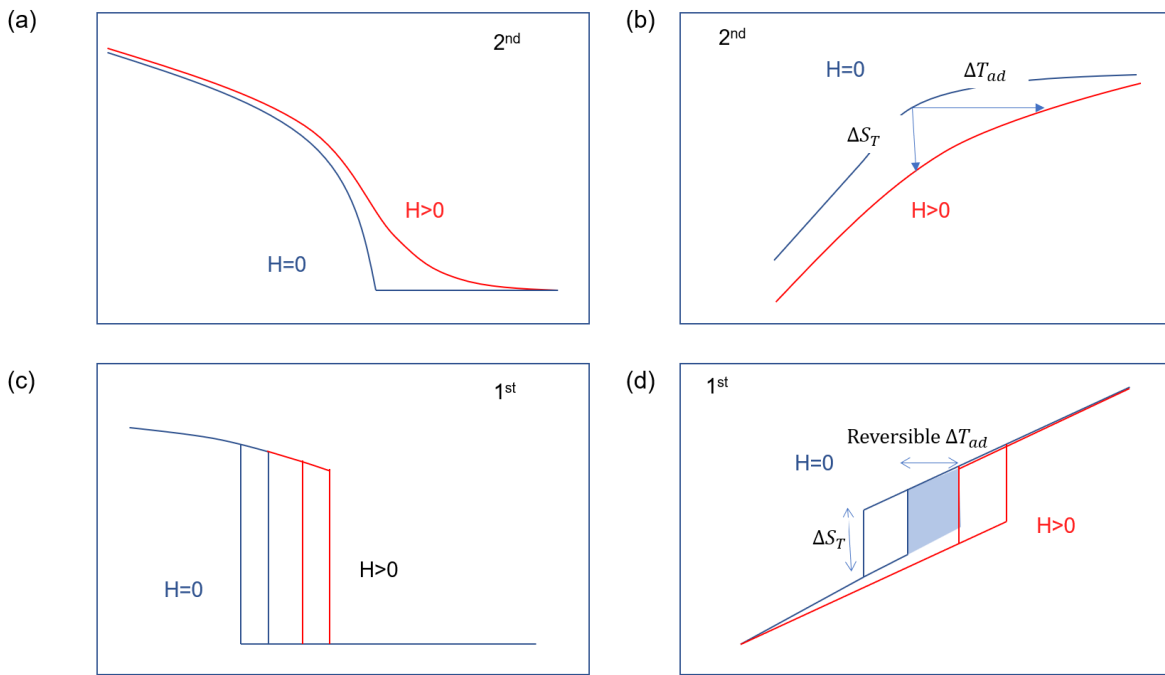 (a)
2nd
H>0
H=0
(b)
2nd
H=0
ΔT_ad
ΔS_T
H>0
(c)
1st
H=0
H>0
(d)
1st
Reversible ΔT_ad
H=0
ΔS_T
H>0